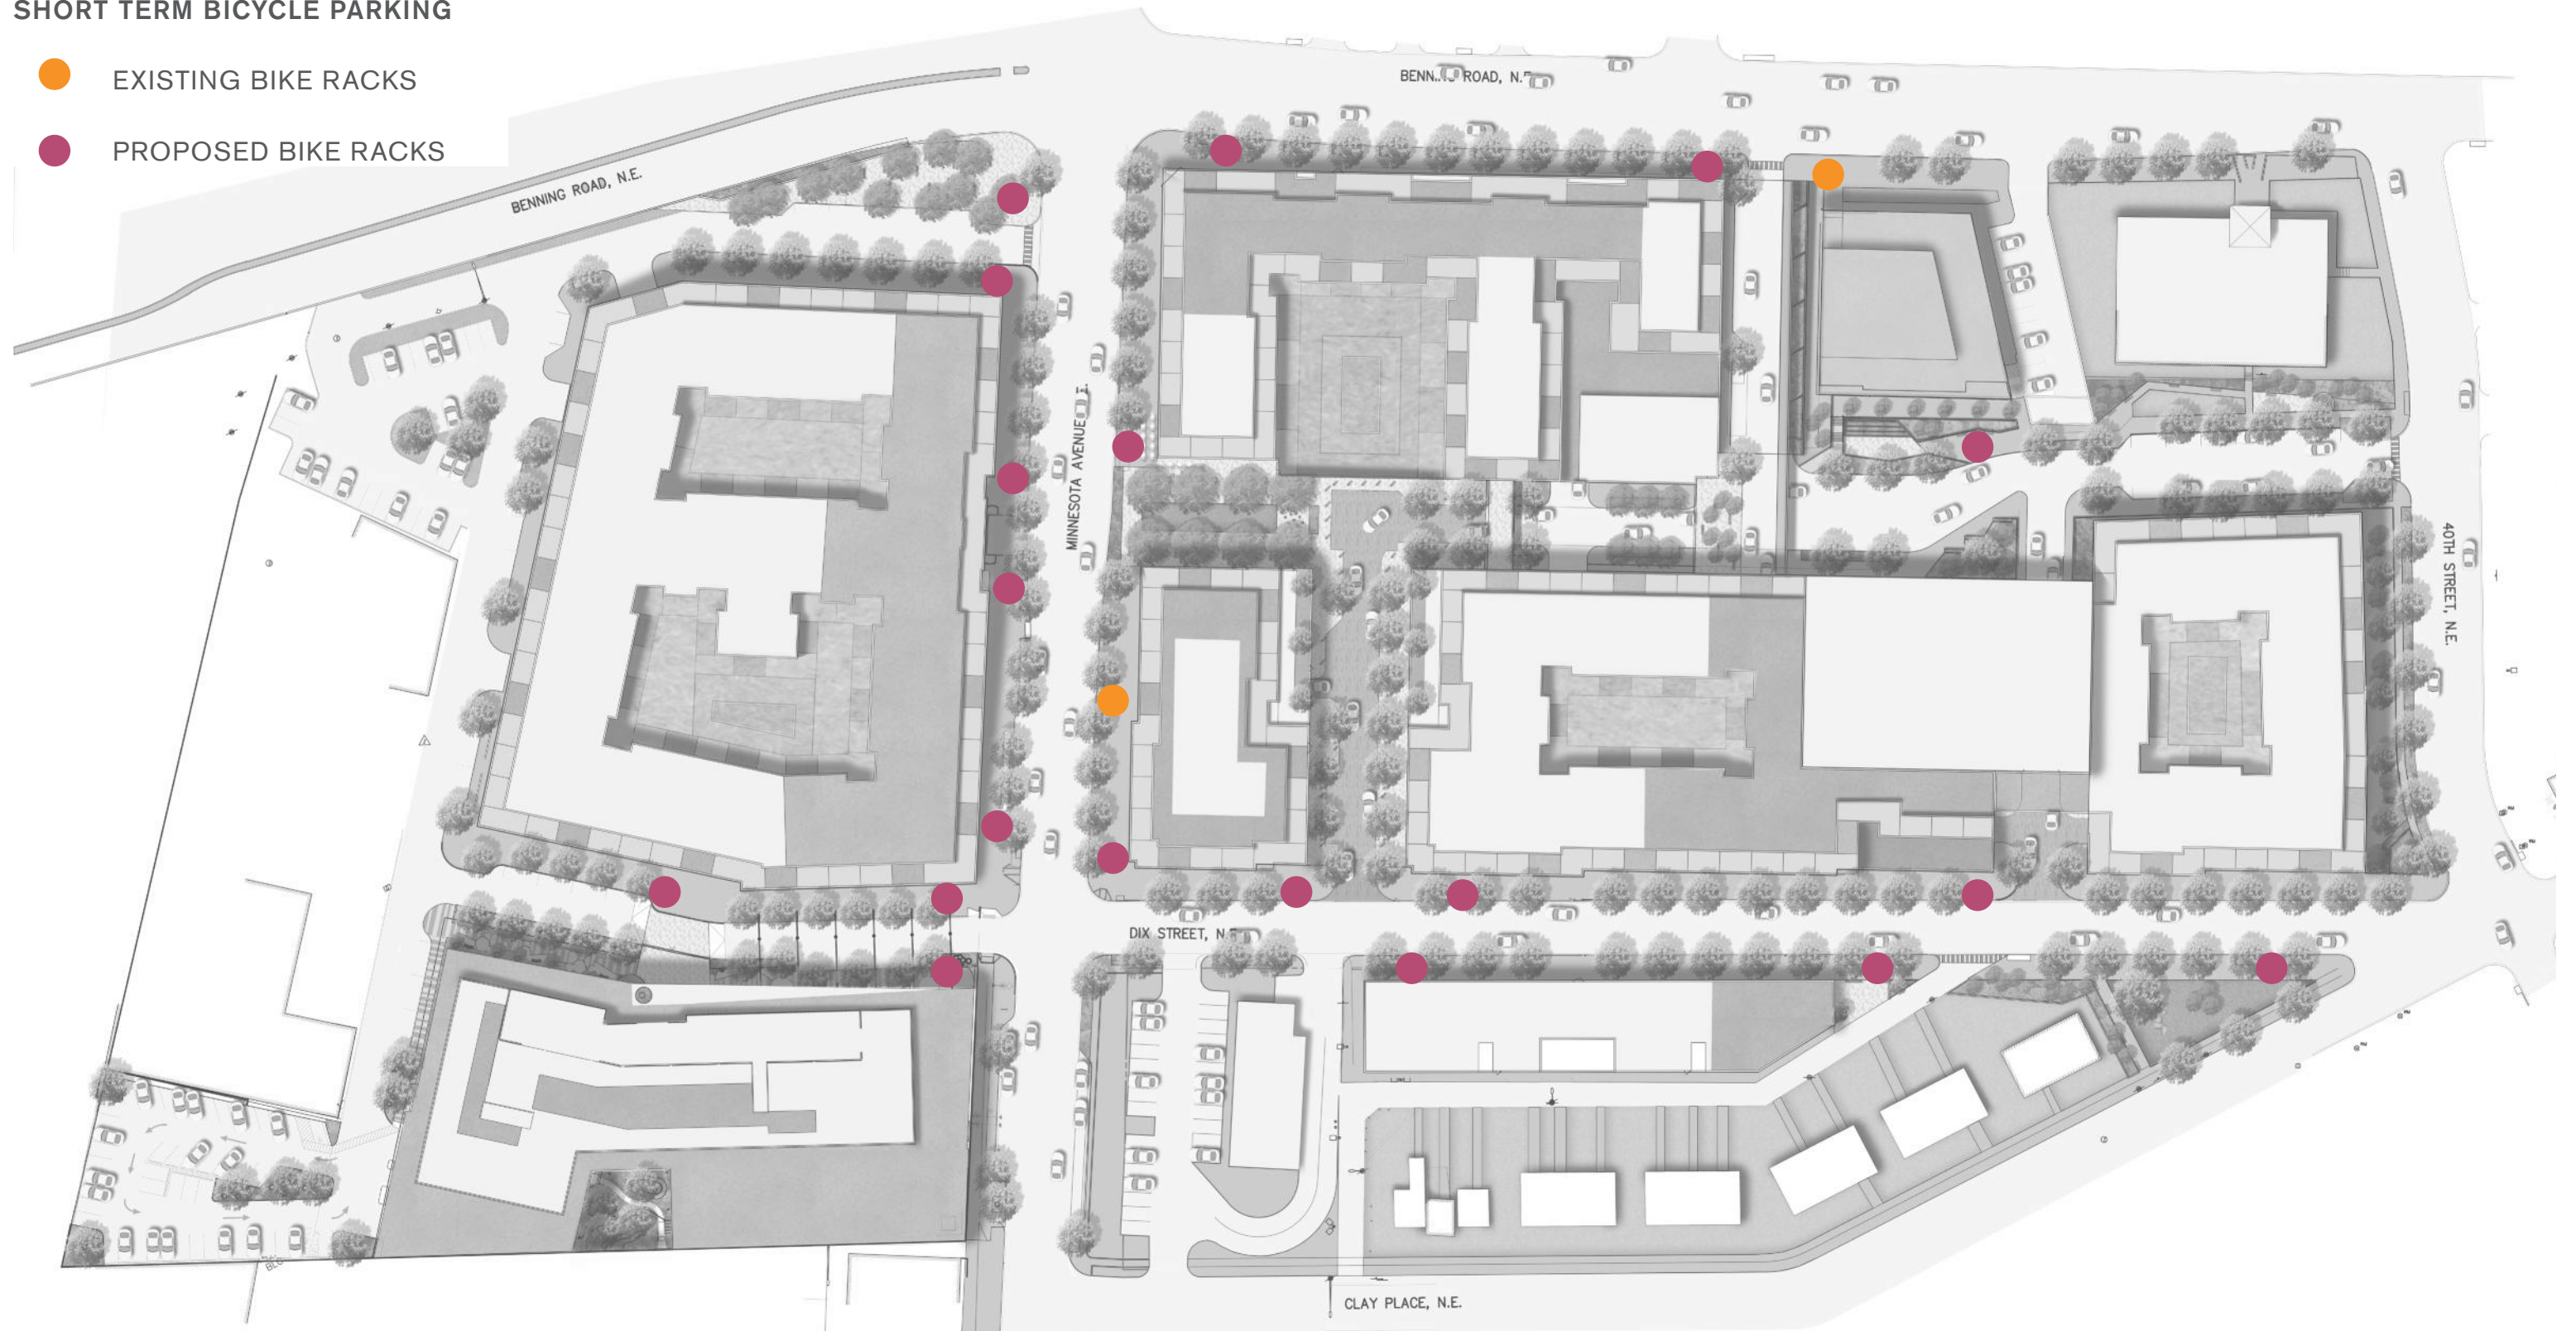 SHORT TERM BICYCLE PARKING
EXISTING BIKE RACKS
PROPOSED BIKE RACKS
BENNING ROAD, N.E.
MINNESOTA AVENUE
40TH STREET, N.E.
DIX STREET,
CLAY PLACE, N.E.